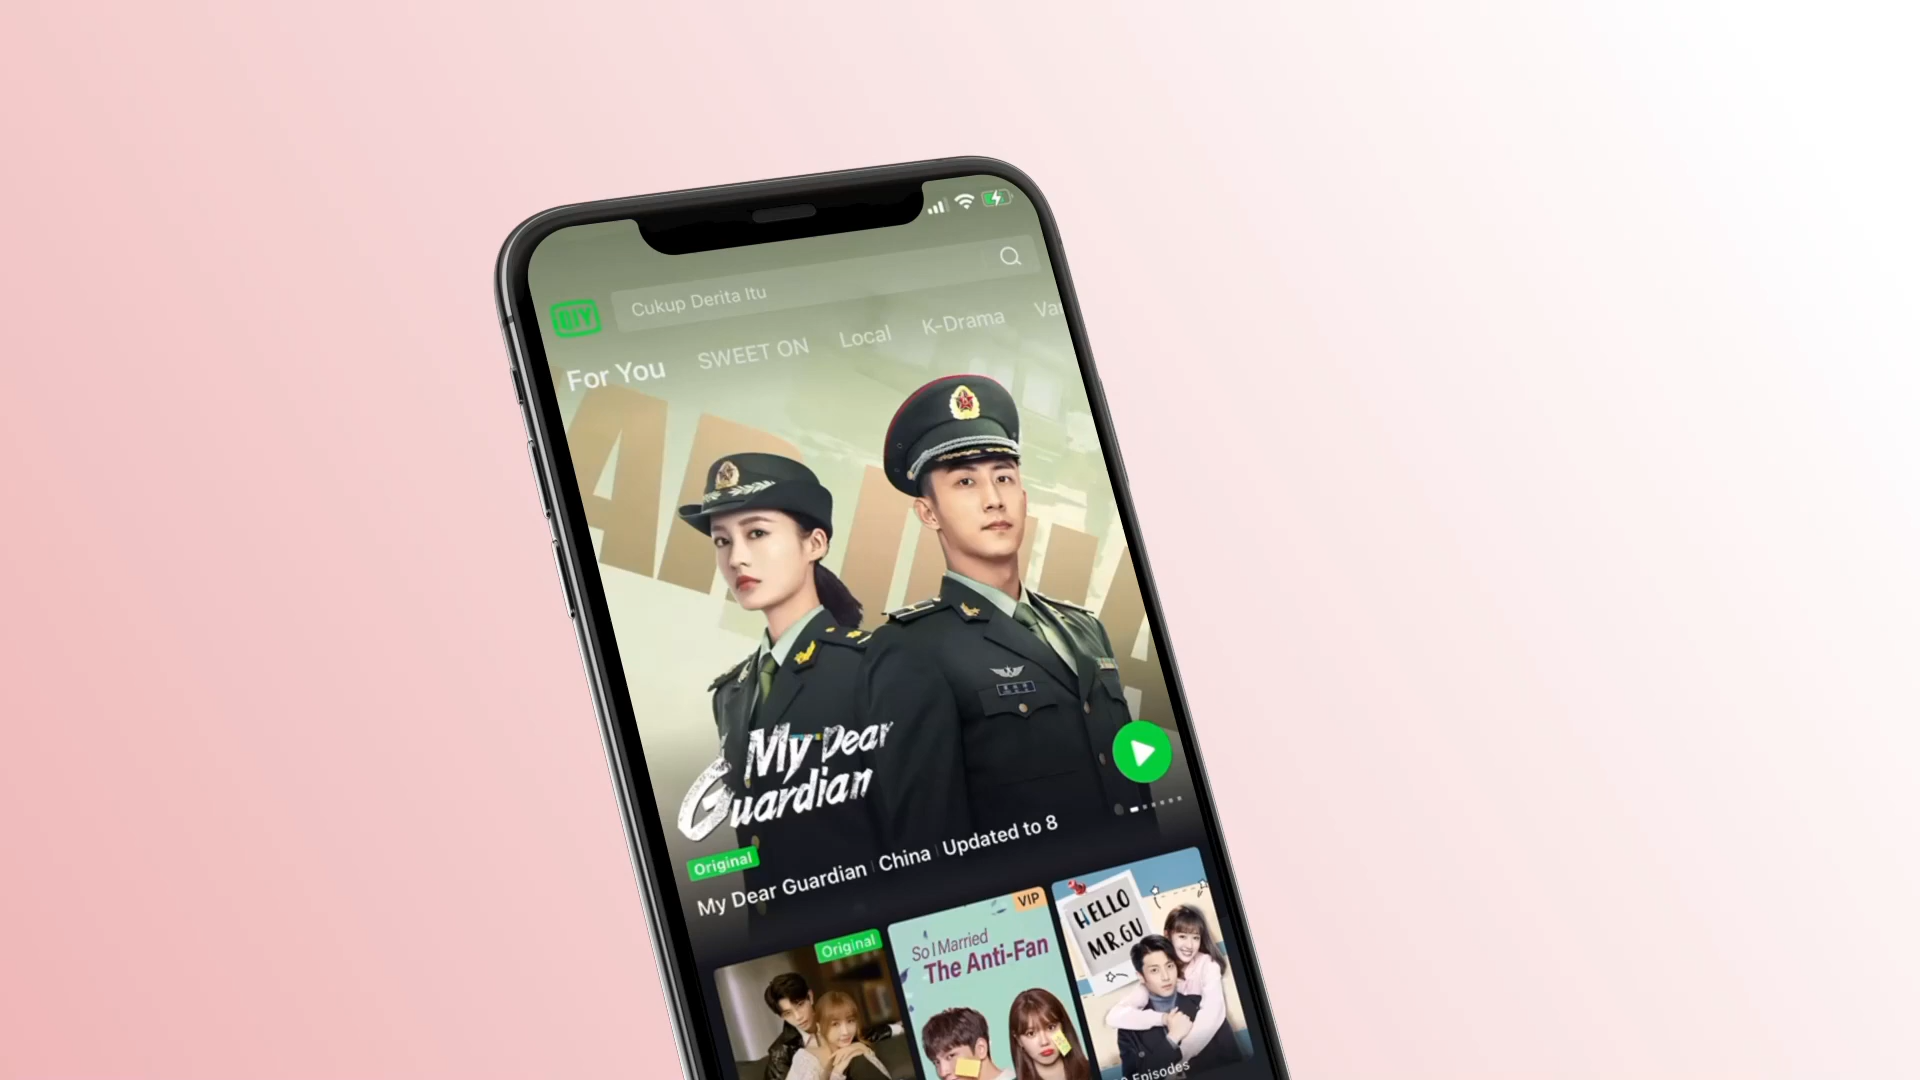 QIY
Cukup Derita Itu
For You
SWEET ON
Local
K-Drama
My Dear
Guardian
Original
My Dear Guardian
China
Updated to 8
Original
VIP
So I Married
The Anti-Fan
HELLO
MR.GU
Episodes